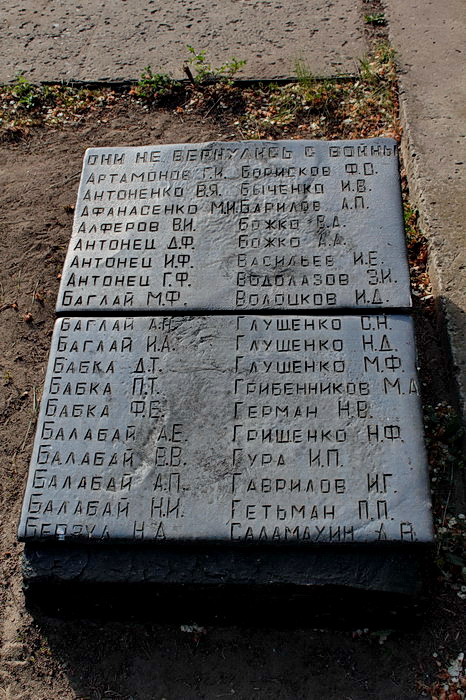 ОНИ НЕ ВЕРНУЛИСЬ С ВОЙНЫ
АРТАМОНОВ Г.И.
АНТОНЕНКО В.Я.
АФАНАСЕНКО М.И.
АЛФЕРОВ В.И.
АНТОНЕЦ Д.Ф.
АНТОНЕЦ И.Ф.
АНТОНЕЦ Г.Ф.
БАГЛАЙ М.Ф.
БАГЛАЙ А.Н.
БАГЛАЙ И.А.
БАБКА Д.Т.
БАБКА П.Т.
БАБКА Ф.Е.
БАЛАБАЙ А.Е.
БАЛАБАЙ В.В.
БАЛАБАЙ А.П.
БАЛАБАЙ Н.И.
Н.Д.
БОРИСКОВ Ф.С.
БЫЧЕНКО И.В.
БАРИЛОВ А.П.
БОЖКО В.Д.
БОЖКО А.Д.
ВАСИЛЬЕВ И.Е.
ВОДОЛАЗОВ З.И.
ВОЛОЦКОВ И.Д.
ГЛУЩЕНКО С.Н.
ГЛУЩЕНКО Н.Д.
ГЛУЩЕНКО М.Ф.
ГРИБЕННИКОВ М.Д
ГЕРМАН Н.В.
ГРИЩЕНКО Н.Ф.
ГУРА И.П.
ГАВРИЛОВ И.Г.
ГЕТЬМАН П.П.
САЛАМАХИН